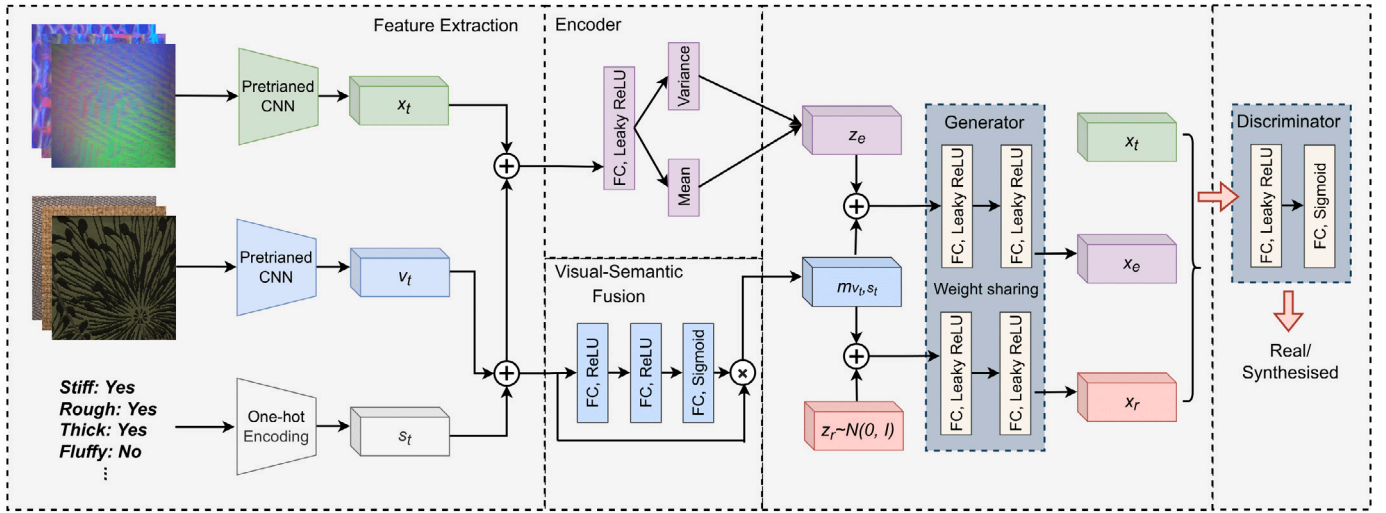 Feature Extraction
Pretrianed
CNN
x_t
Pretrianed
CNN
v_t
Stiff: Yes
Rough: Yes
Thick: Yes
Fluffy: No
...
One-hot
Encoding
s_t
Encoder
FC, Leaky ReLU
Variance
Mean
Visual-Semantic
Fusion
FC, ReLU
FC, ReLU
FC, Sigmoid
z_e
m_{v_t, s_t}
z_r~N(0, I)
Generator
FC, Leaky ReLU
FC, Leaky ReLU
Weight sharing
FC, Leaky ReLU
FC, Leaky ReLU
x_t
x_e
x_r
Discriminator
FC, Leaky ReLU
FC, Sigmoid
Real/
Synthesised